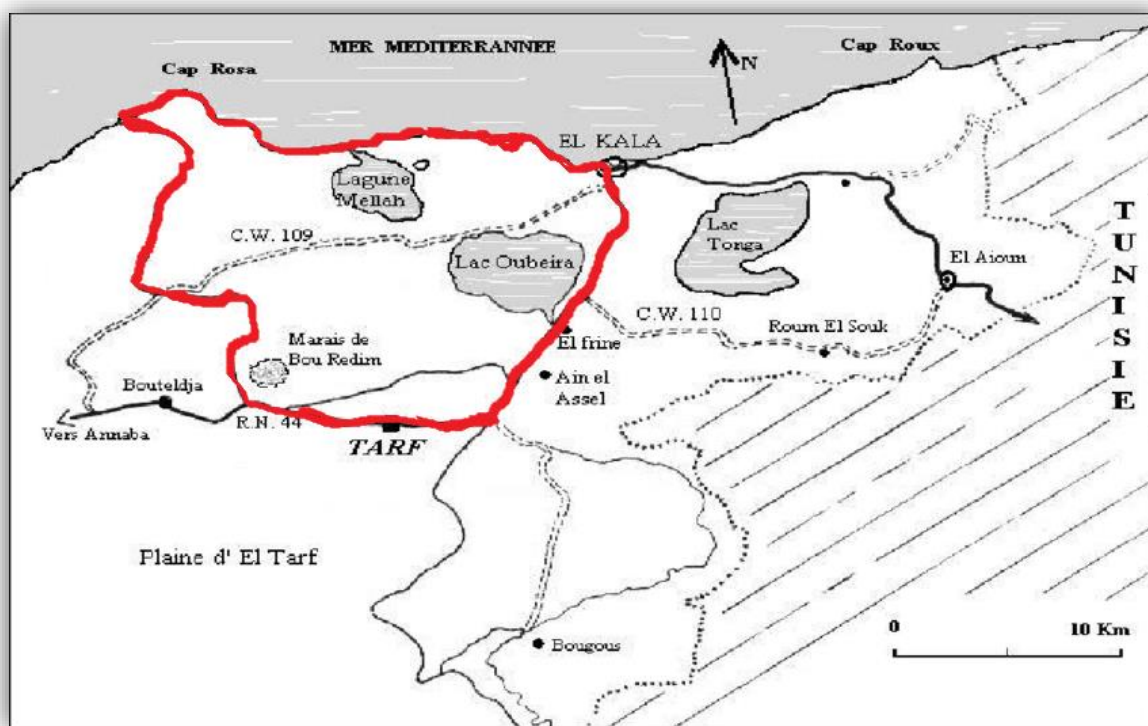 MER MEDITERRANNEE
Cap Roux
Cap Rosa
N
EL KALA
Lagune
Mellah
Lac
Tonga
TUNISIE
C.W. 109
Lac Oubeira
El Aioum
C.W. 110
Roum El Souk
El frine
Marais de
Bou Redim
Ain el
Assel
Bouteldja
R.N. 44
Vers Annaba
TARF
Plaine d' El Tarf
0 10 Km
Bougous